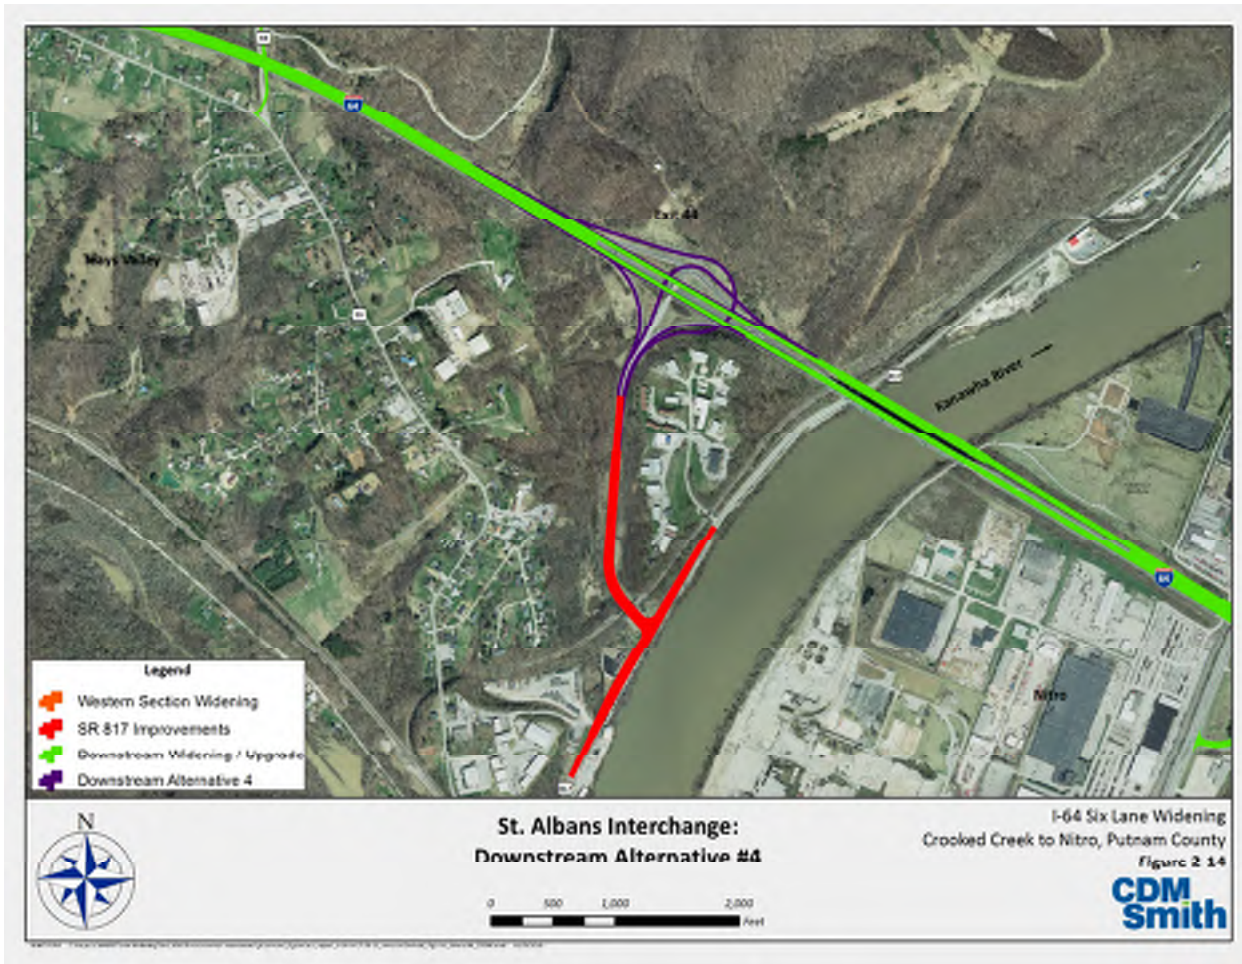 64
Exit 44
Mays Valley
Kanawha River
64
Nitro
Legend
Western Section Widening
SR 817 Improvements
Downstream Widening / Upgrade
Downstream Alternative 4
N
St. Albans Interchange:
Downstream Alternative #4
0 500 1,000 2,000
Feet
I-64 Six Lane Widening
Crooked Creek to Nitro, Putnam County
Figure 2-14
CDM
Smith